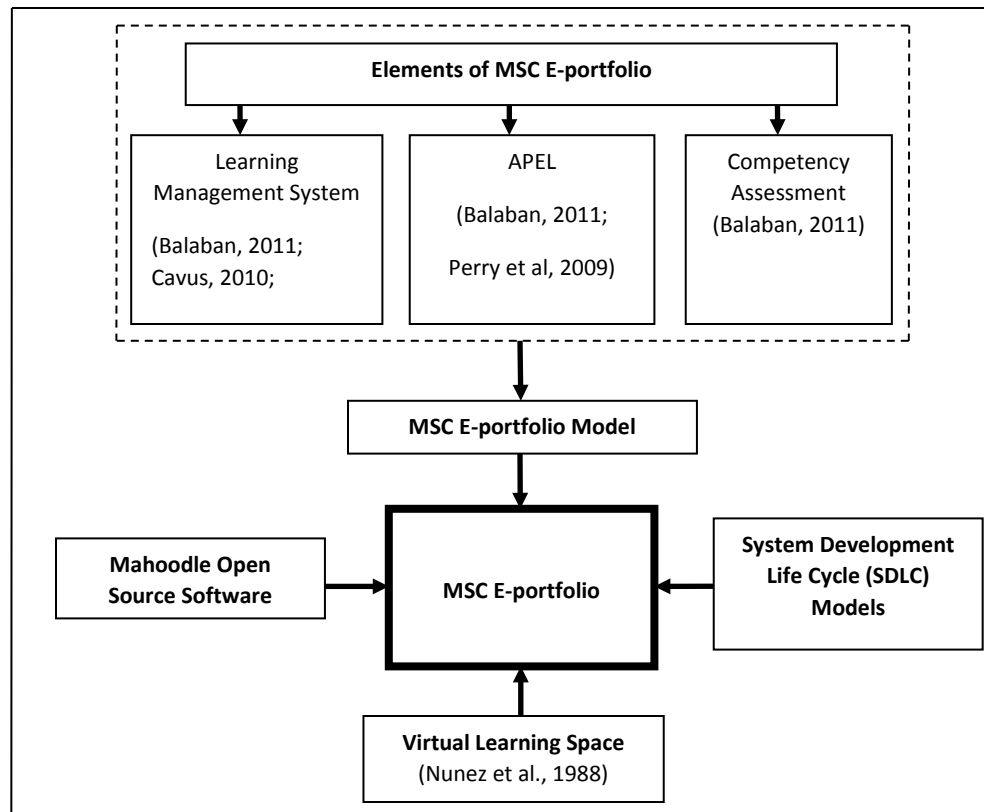 Elements of MSC E-portfolio
Learning
Management System
(Balaban, 2011;
Cavus, 2010;
APEL
(Balaban, 2011;
Perry et al, 2009)
Competency
Assessment
(Balaban, 2011)
MSC E-portfolio Model
Mahoodle Open
Source Software
MSC E-portfolio
System Development
Life Cycle (SDLC)
Models
Virtual Learning Space
(Nunez et al., 1988)